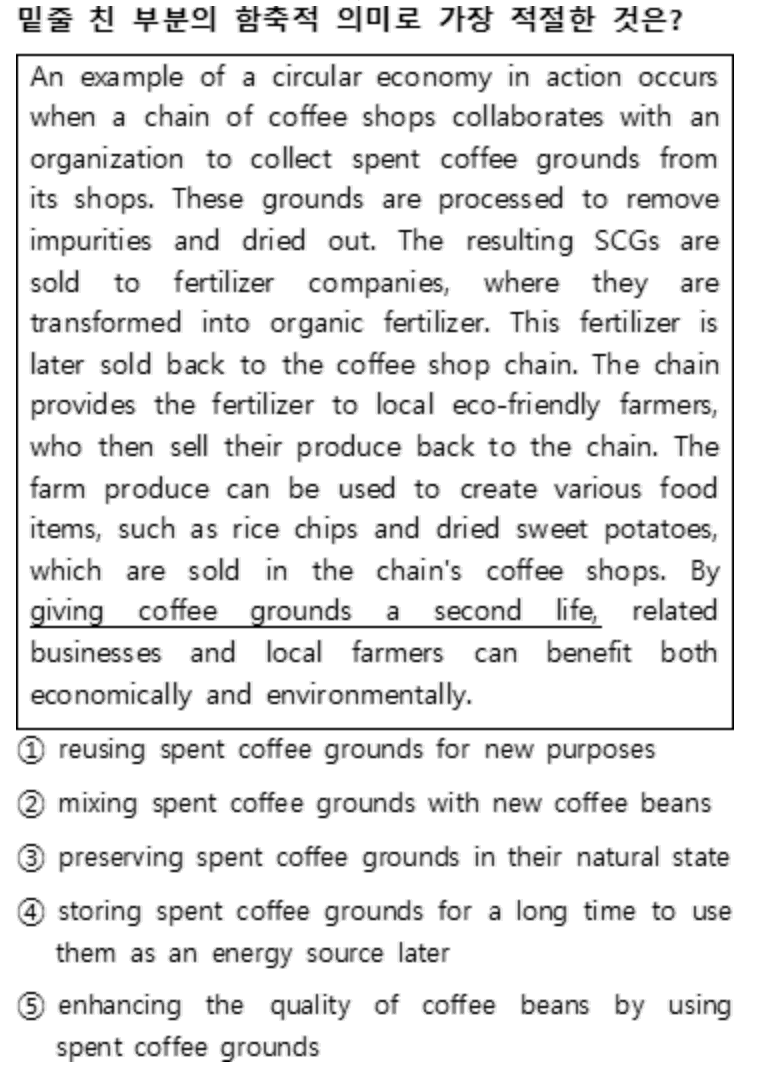 밑줄 친 부분의 함축적 의미로 가장 적절한 것은?
An example of a circular economy in action occurs
when a chain of coffee shops collaborates with an
organization to collect spent coffee grounds from
its shops. These grounds are processed to remove
impurities and dried out. The resulting SCGs are
sold to fertilizer companies, where they are
transformed into organic fertilizer. This fertilizer is
later sold back to the coffee shop chain. The chain
provides the fertilizer to local eco-friendly farmers,
who then sell their produce back to the chain. The
farm produce can be used to create various food
items, such as rice chips and dried sweet potatoes,
which are sold in the chain's coffee shops. By
giving coffee grounds a second life, related
businesses and local farmers can benefit both
economically and environmentally.
① reusing spent coffee grounds for new purposes
② mixing spent coffee grounds with new coffee beans
③ preserving spent coffee grounds in their natural state
④ storing spent coffee grounds for a long time to use
them as an energy source later
⑤ enhancing the quality of coffee beans by using
spent coffee grounds